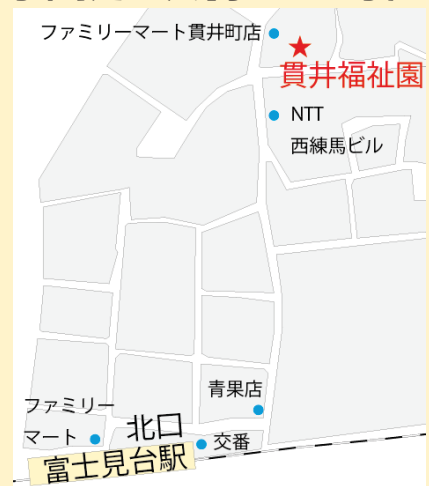 ファミリーマート貫井町店
貫井福祉園
NTT
西練馬ビル
青果店
ファミリー
マート
北口
交番
富士見台駅